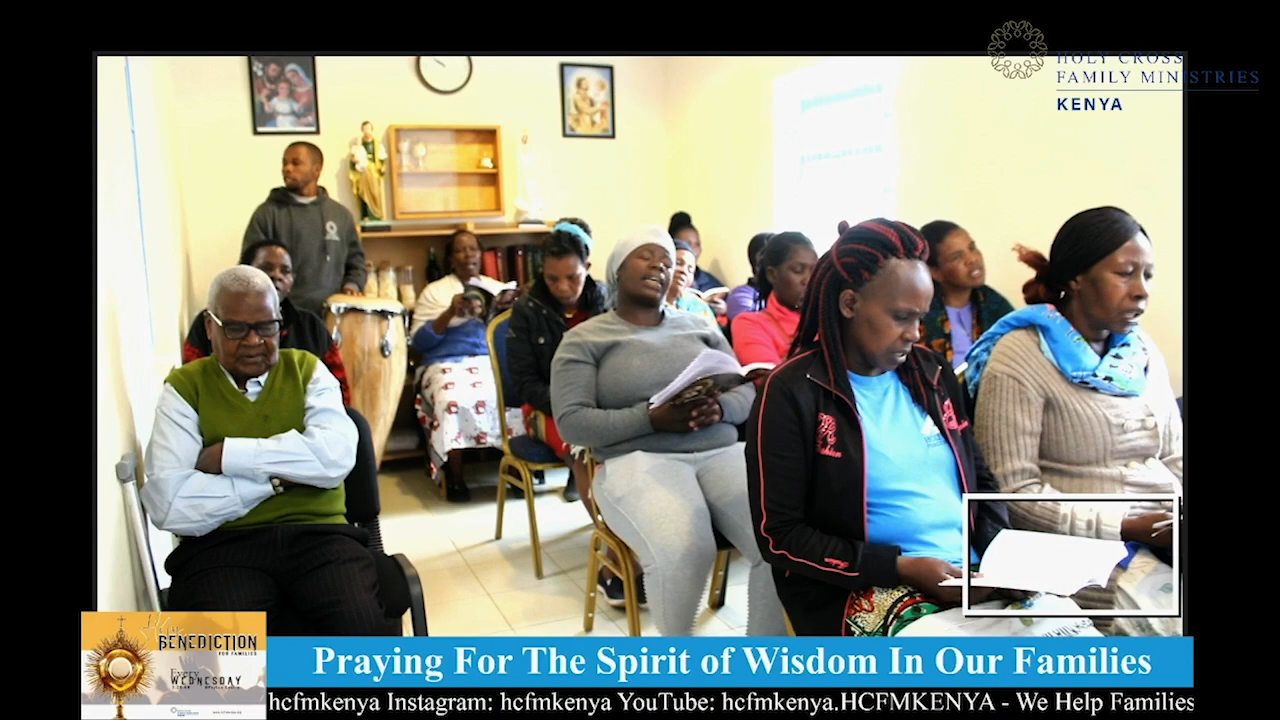 HOLY CROSS
FAMILY MINISTRIES
KENYA
BENEDICTION
FOR FAMILIES
Every
WEDNESDAY
Praying For The Spirit of Wisdom In Our Families
hcfmkenya Instagram: hcfmkenya YouTube: hcfmkenya.HCFMKENYA - We Help Families